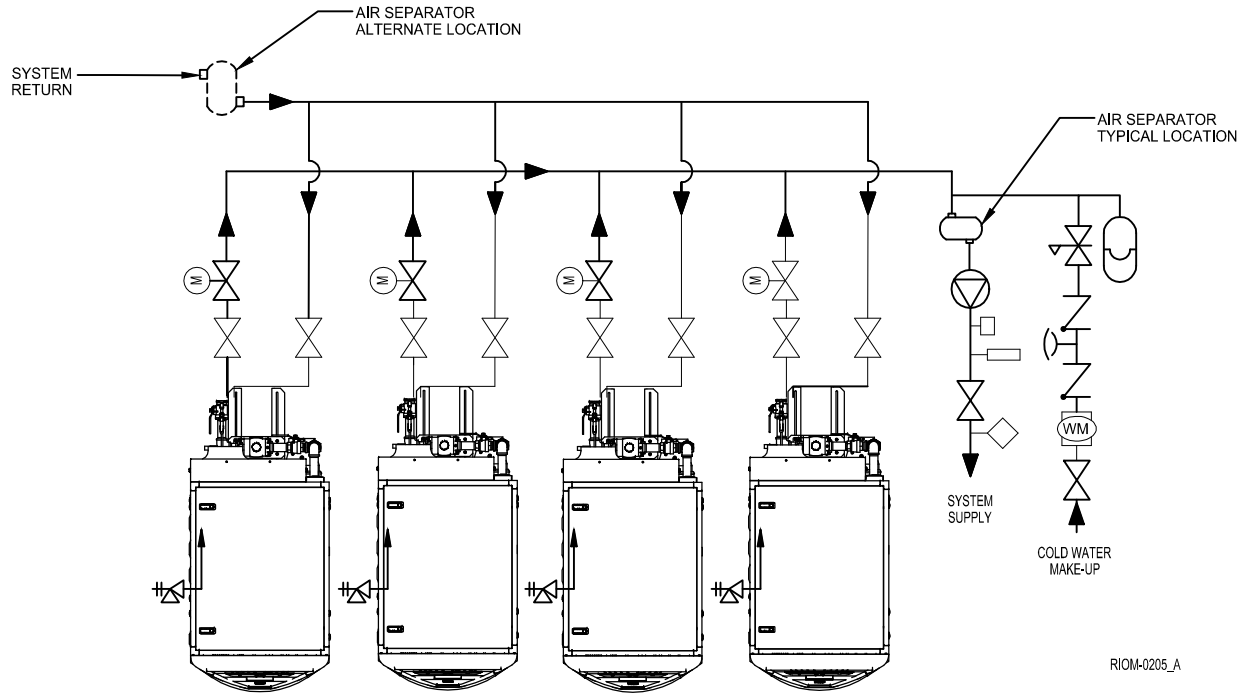 AIR SEPARATOR
ALTERNATE LOCATION
SYSTEM
RETURN
AIR SEPARATOR
TYPICAL LOCATION
M
M
M
M
WM
SYSTEM
SUPPLY
COLD WATER
MAKE-UP
RIOM-0205_A